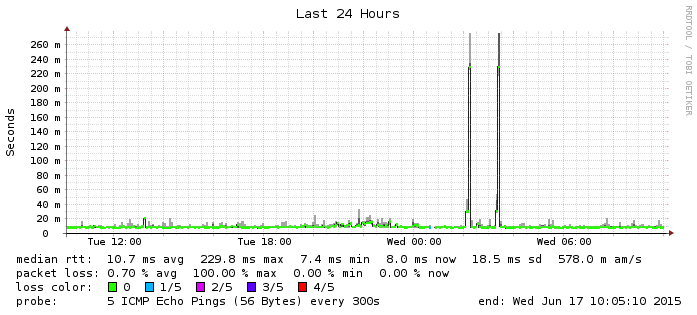 Last 24 Hours
RRDTOOL / TOBI OETIKER
Seconds
260 m
240 m
220 m
200 m
180 m
160 m
140 m
120 m
100 m
80 m
60 m
40 m
20 m
0
Tue 12:00 Tue 18:00 Wed 00:00 Wed 06:00
median rtt: 10.7 ms avg 229.8 ms max 7.4 ms min 8.0 ms now 18.5 ms sd 578.0 m am/s
packet loss: 0.70 % avg 100.00 % max 0.00 % min 0.00 % now
loss color: 0 1/5 2/5 3/5 4/5
probe: 5 ICMP Echo Pings (56 Bytes) every 300s end: Wed Jun 17 10:05:10 2015